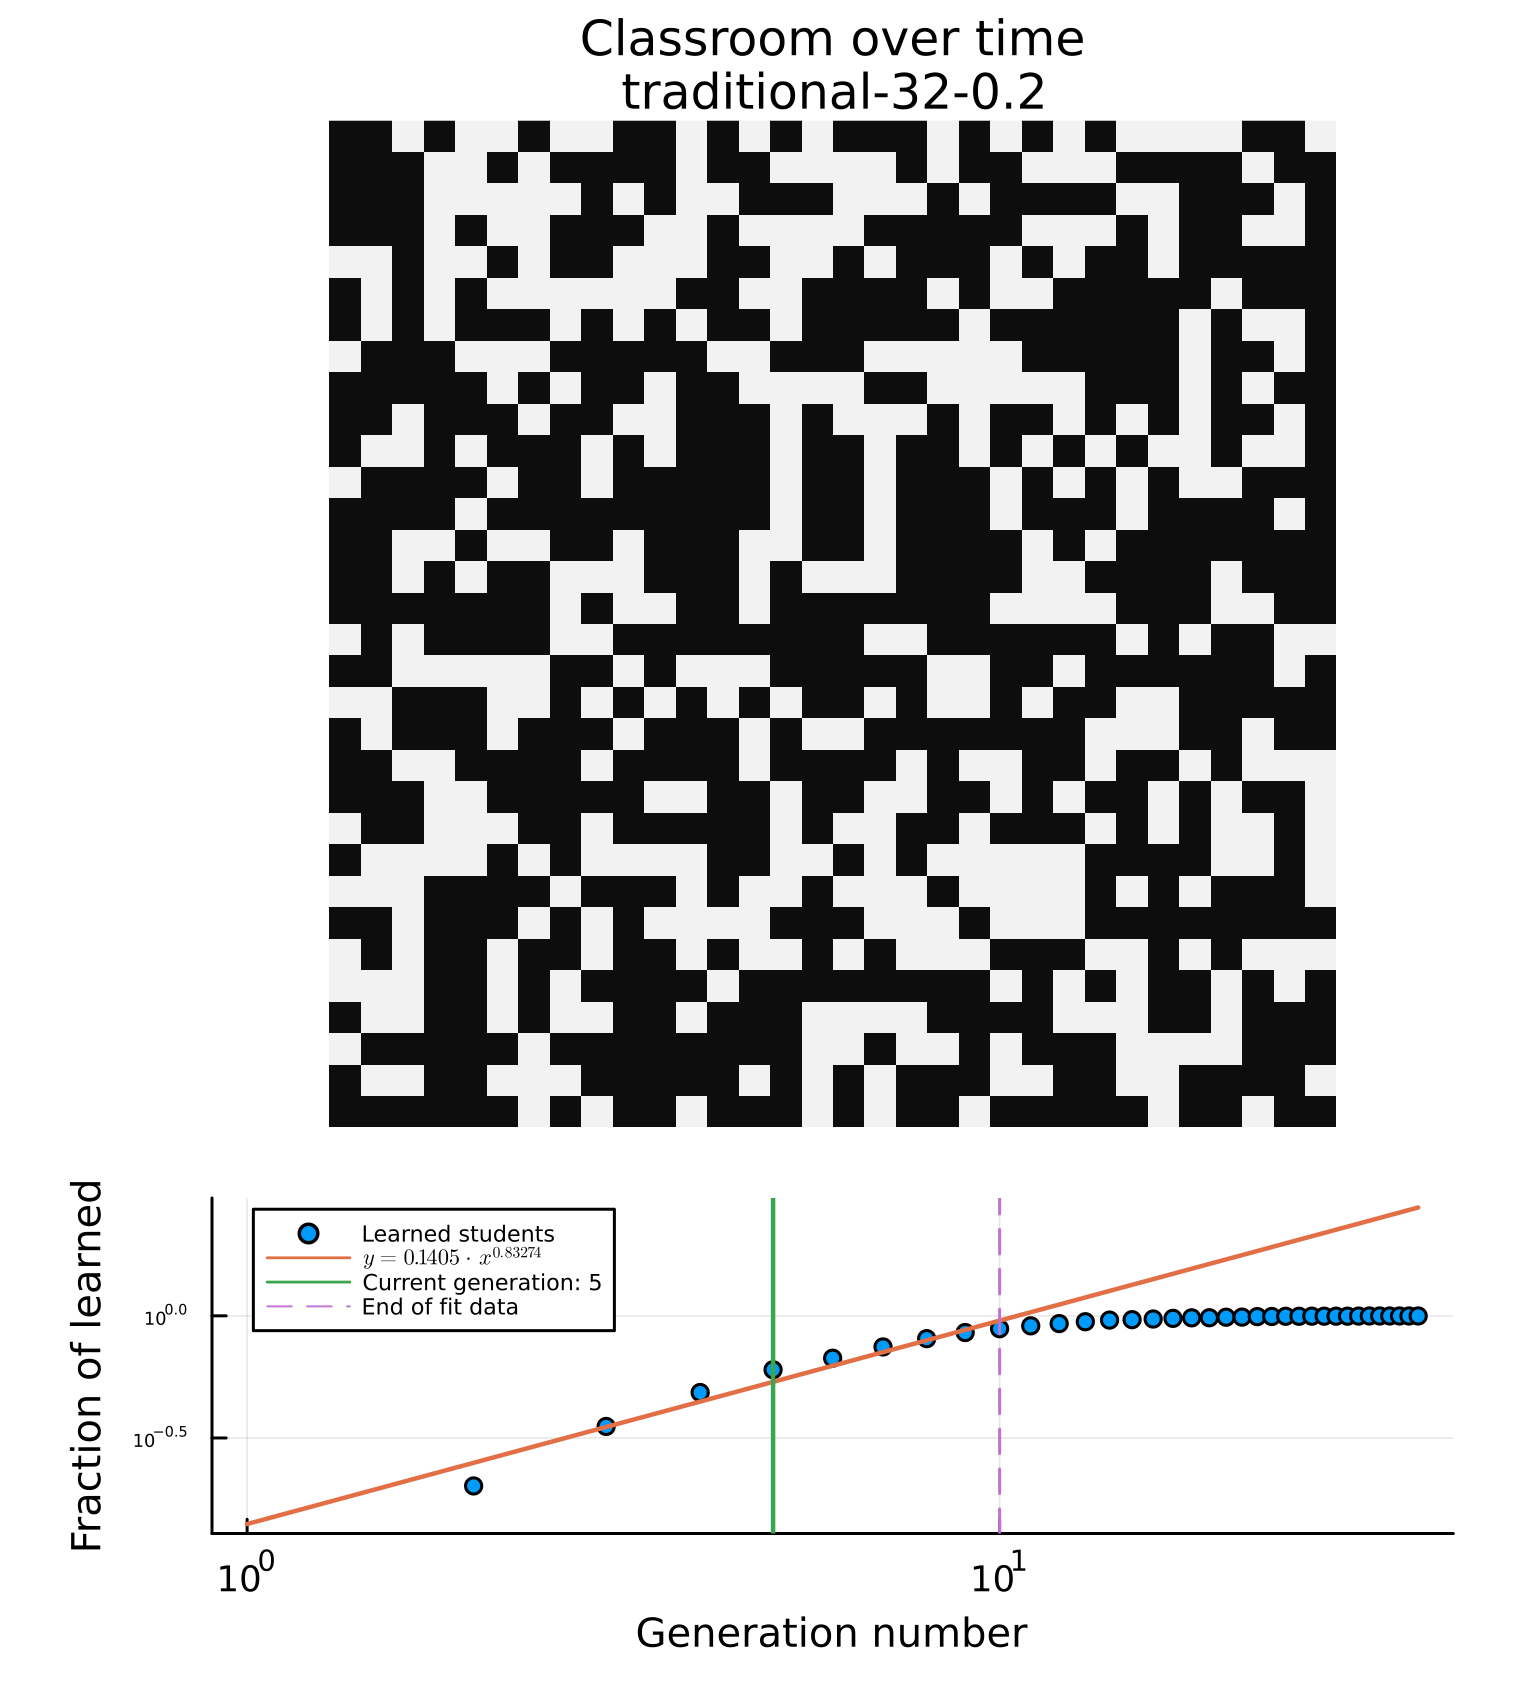 Classroom over time
traditional-32-0.2
Fraction of learned
Learned students
y = 0.1405 · x^0.83274
Current generation: 5
End of fit data
10^0.0
10^−0.5
10^0
10^1
Generation number